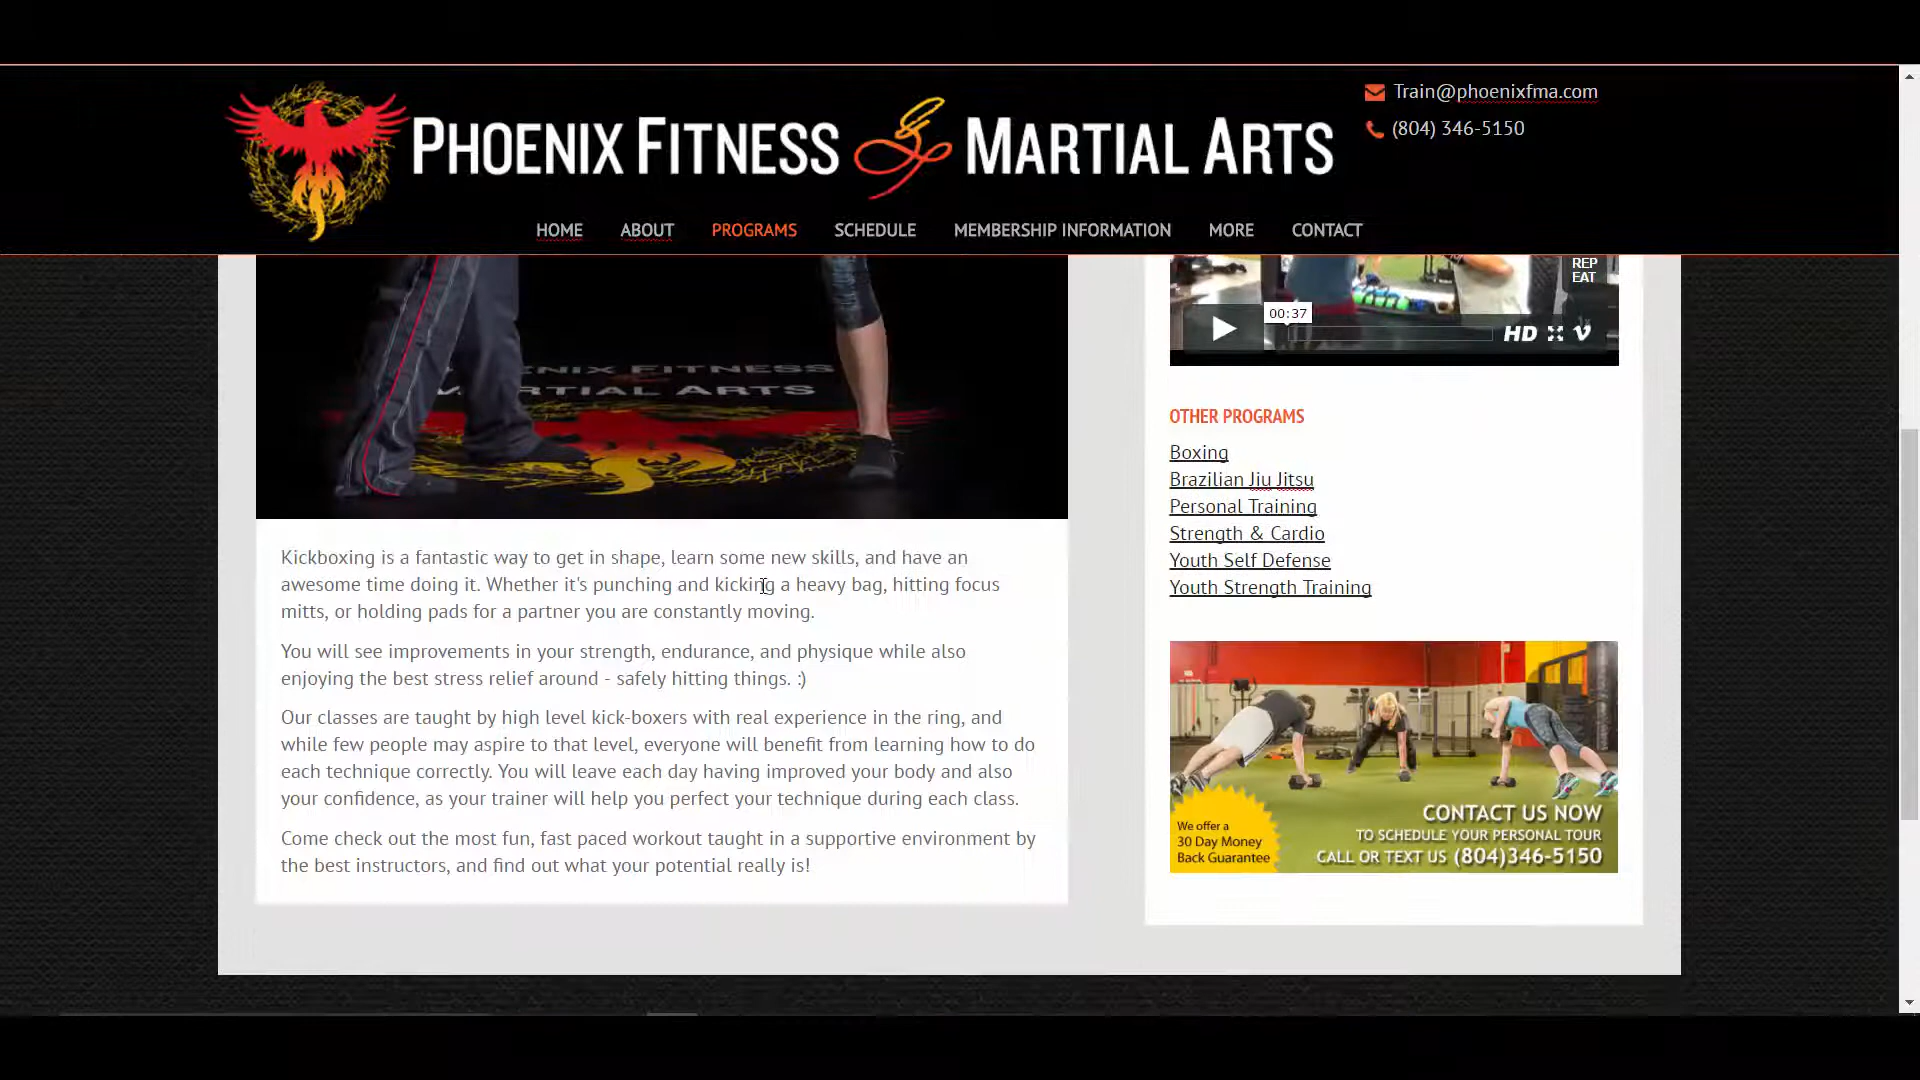 PHOENIX FITNESS & MARTIAL ARTS
Train@phoenixfma.com
(804) 346-5150
HOME ABOUT PROGRAMS SCHEDULE MEMBERSHIP INFORMATION MORE CONTACT
PHOENIX FITNESS
MARTIAL ARTS
Kickboxing is a fantastic way to get in shape, learn some new skills, and have an
awesome time doing it. Whether it's punching and kicking a heavy bag, hitting focus
mitts, or holding pads for a partner you are constantly moving.
You will see improvements in your strength, endurance, and physique while also
enjoying the best stress relief around - safely hitting things. :)
Our classes are taught by high level kick-boxers with real experience in the ring, and
while few people may aspire to that level, everyone will benefit from learning how to do
each technique correctly. You will leave each day having improved your body and also
your confidence, as your trainer will help you perfect your technique during each class.
Come check out the most fun, fast paced workout taught in a supportive environment by
the best instructors, and find out what your potential really is!
REP
EAT
00:37
HD
OTHER PROGRAMS
Boxing
Brazilian Jiu Jitsu
Personal Training
Strength & Cardio
Youth Self Defense
Youth Strength Training
We offer a
30 Day Money
Back Guarantee
CONTACT US NOW
TO SCHEDULE YOUR PERSONAL TOUR
CALL OR TEXT US (804)346-5150